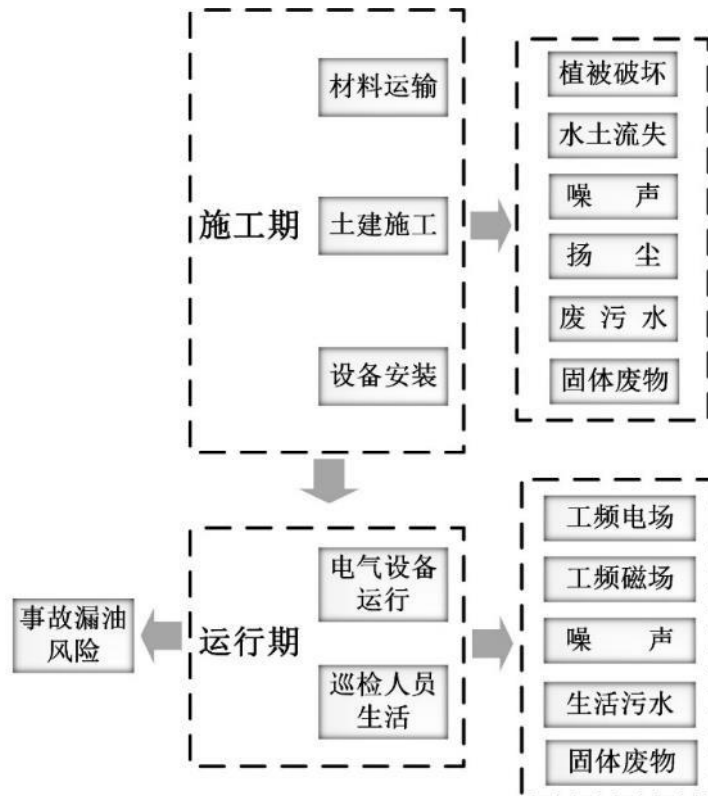 材料运输
施工期
土建施工
设备安装
植被破坏
水土流失
噪 声
扬 尘
废污水
固体废物
事故漏油
风险
运行期
电气设备
运行
巡检人员
生活
工频电场
工频磁场
噪 声
生活污水
固体废物